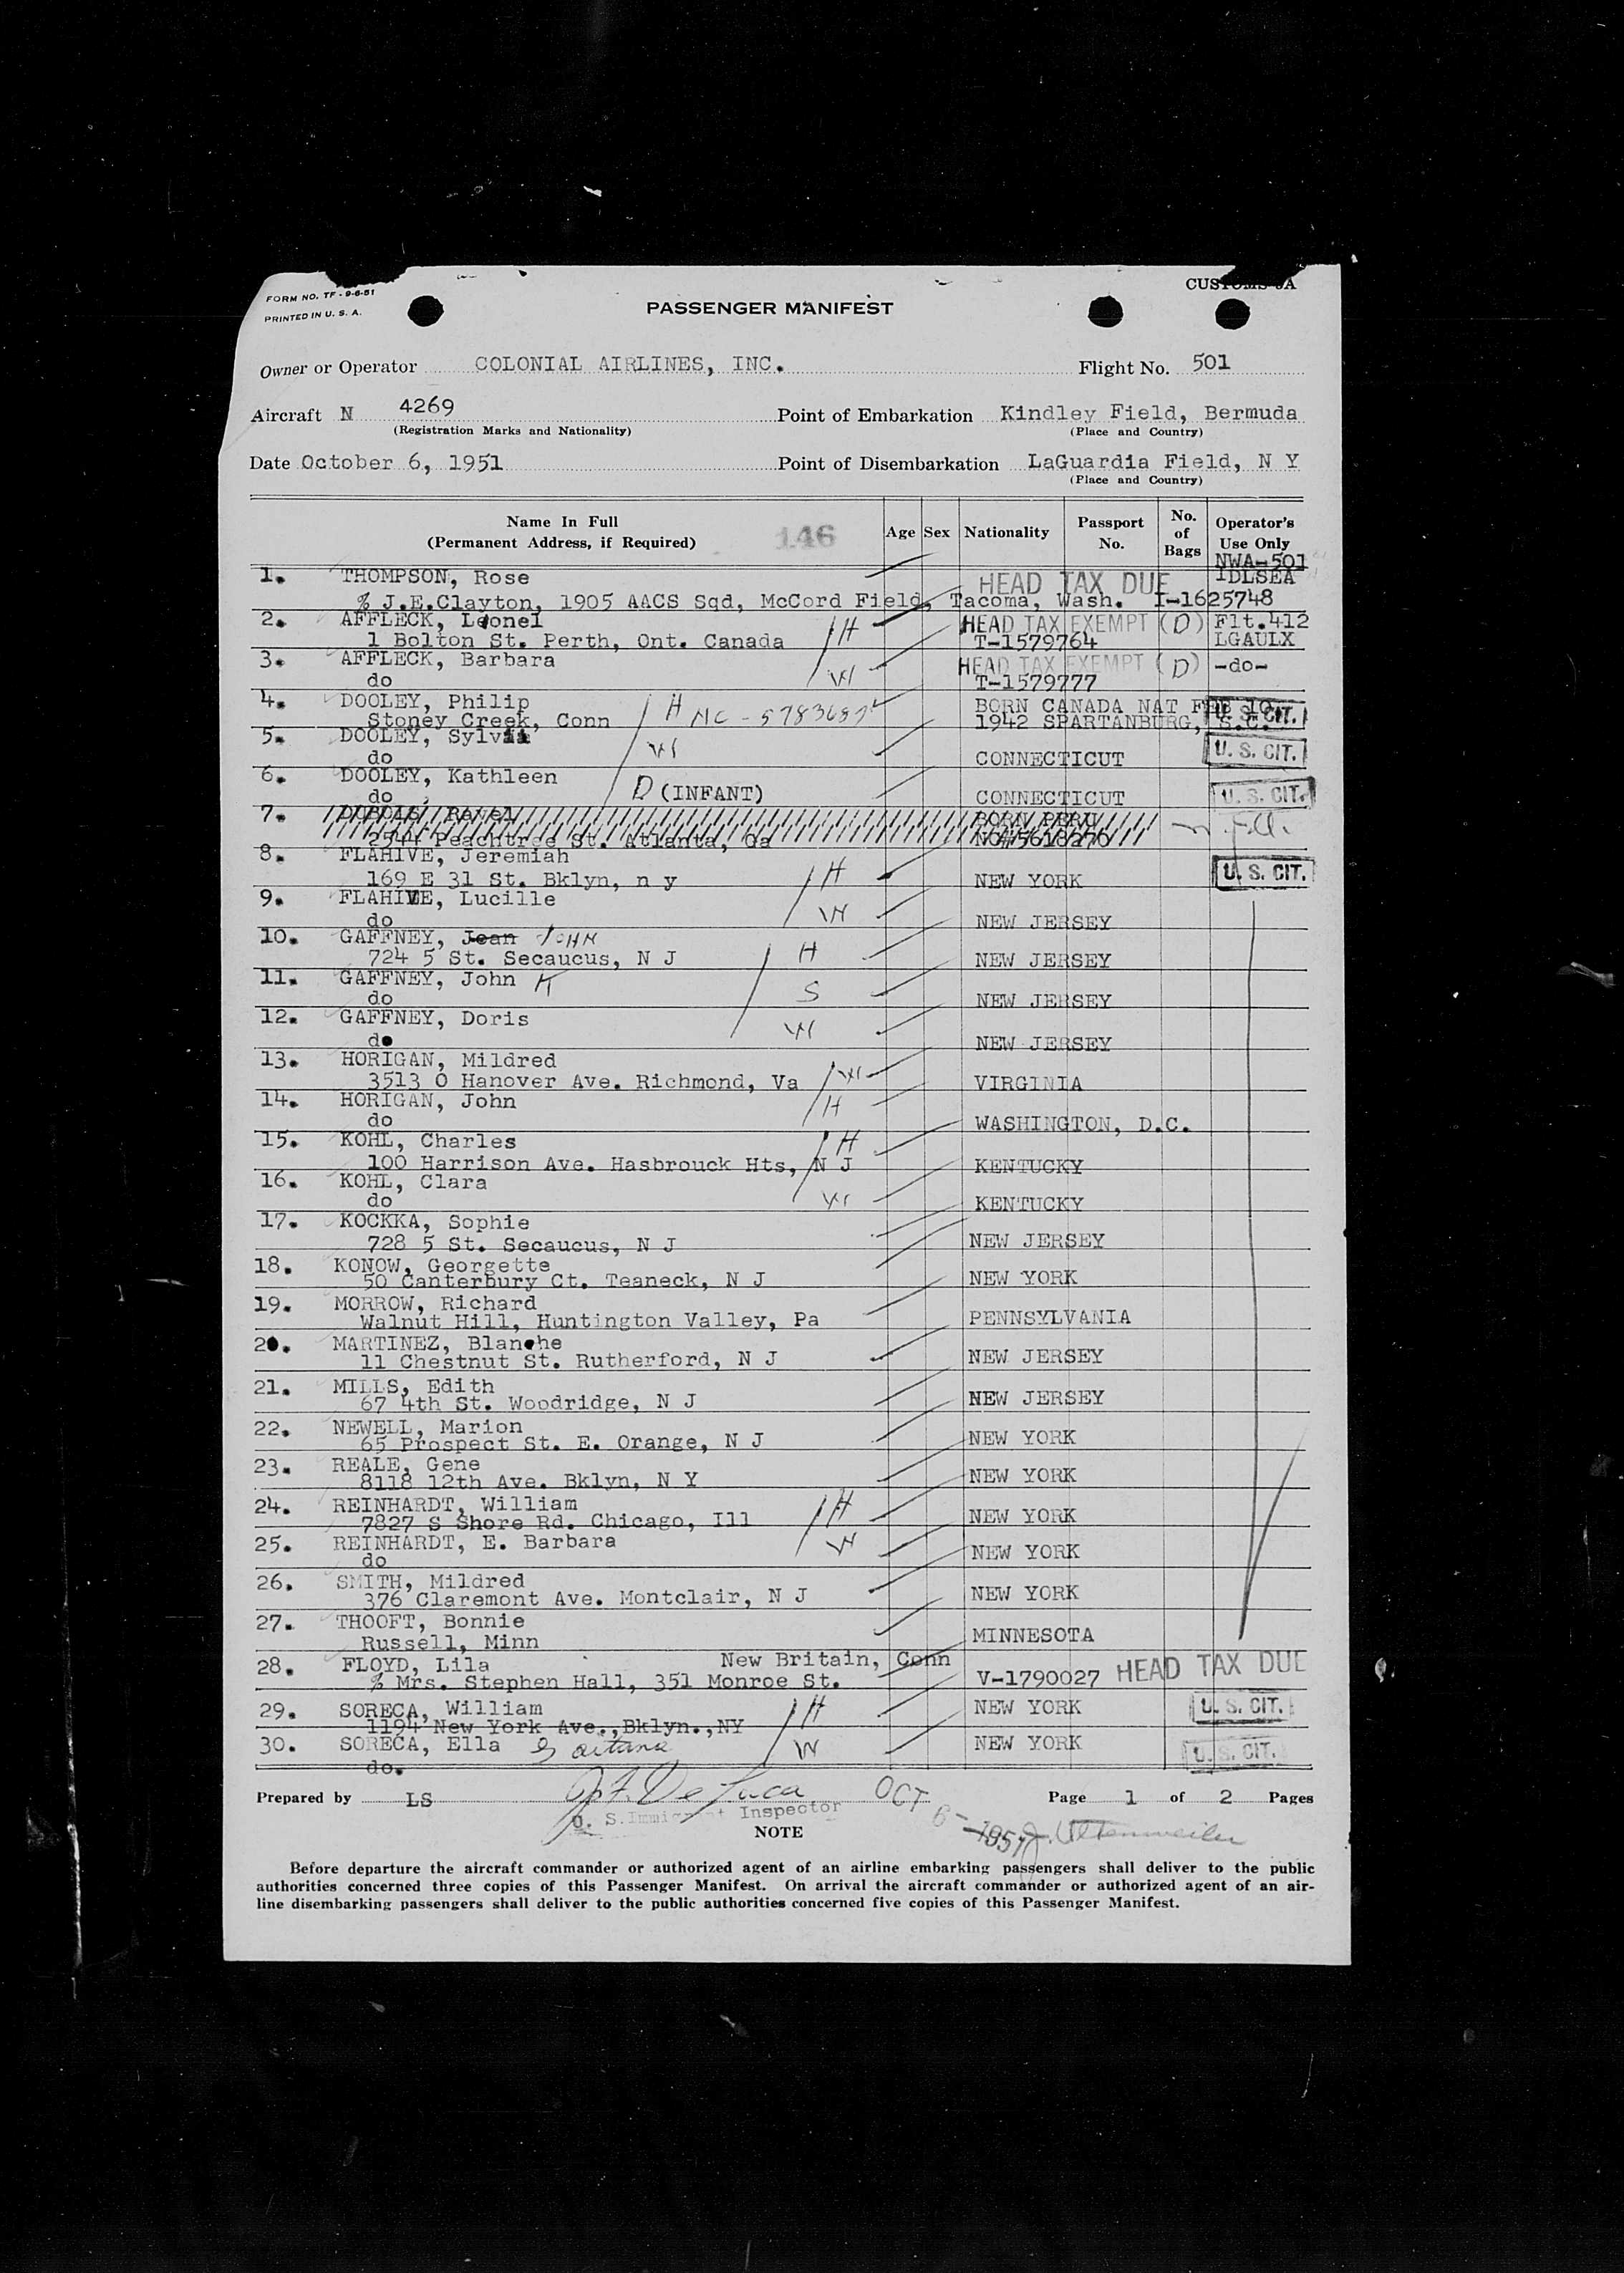 FORM NO. TF - 9-6-51
PRINTED IN U. S. A.
CUSTOMS
PASSENGER MANIFEST
Owner or Operator COLONIAL AIRLINES, INC. Flight No. 501
Aircraft N 4269 Point of Embarkation Kindley Field, Bermuda
(Registration Marks and Nationality) (Place and Country)
Date October 6, 1951 Point of Disembarkation LaGuardia Field, N Y
(Place and Country)
Name In Full (Permanent Address, if Required) 146 Age Sex Nationality Passport No. No. of Bags Operator's Use Only
NWA-501
1. THOMPSON, Rose HEAD TAX DUE IDLSEA
% J.E.Clayton, 1905 AACS Sqd, McCord Field, Tacoma, Wash. I-1625748
2. AFFLECK, Leonel H HEAD TAX EXEMPT (D) Flt.412
1 Bolton St. Perth, Ont. Canada T-1579764 LGAULX
3. AFFLECK, Barbara W HEAD TAX EXEMPT (D) -do-
do T-1579777
4. DOOLEY, Philip H BORN CANADA NAT FEB 10 U. S. CIT.
Stoney Creek, Conn 1942 SPARTANBURG, S.C.
5. DOOLEY, Sylvia W U. S. CIT.
do CONNECTICUT
6. DOOLEY, Kathleen D (INFANT) U. S. CIT.
do CONNECTICUT
7. BORN PERU
2544 Peachtree St. Atlanta, Ga
8. FLAHIVE, Jeremiah H U. S. CIT.
169 E 31 St. Bklyn, n y NEW YORK
9. FLAHIVE, Lucille W
do NEW JERSEY
10. GAFFNEY, Jean JOHN H
724 5 St. Secaucus, N J NEW JERSEY
11. GAFFNEY, John K S
do NEW JERSEY
12. GAFFNEY, Doris W
do NEW JERSEY
13. HORIGAN, Mildred W
3513 O Hanover Ave. Richmond, Va VIRGINIA
14. HORIGAN, John H
do WASHINGTON, D.C.
15. KOHL, Charles H
100 Harrison Ave. Hasbrouck Hts, N J KENTUCKY
16. KOHL, Clara W
do KENTUCKY
17. KOCKKA, Sophie
728 5 St. Secaucus, N J NEW JERSEY
18. KONOW, Georgette
50 Canterbury Ct. Teaneck, N J NEW YORK
19. MORROW, Richard
Walnut Hill, Huntington Valley, Pa PENNSYLVANIA
20. MARTINEZ, Blanche
11 Chestnut St. Rutherford, N J NEW JERSEY
21. MILLS, Edith
67 4th St. Woodridge, N J NEW JERSEY
22. NEWELL, Marion
65 Prospect St. E. Orange, N J NEW YORK
23. REALE, Gene
8118 12th Ave. Bklyn, N Y NEW YORK
24. REINHARDT, William H
7827 S Shore Rd. Chicago, Ill NEW YORK
25. REINHARDT, E. Barbara W
do NEW YORK
26. SMITH, Mildred
376 Claremont Ave. Montclair, N J NEW YORK
27. THOOFT, Bonnie
Russell, Minn MINNESOTA
28. FLOYD, Lila New Britain, Conn
% Mrs. Stephen Hall, 351 Monroe St. V-1790027 HEAD TAX DUE
29. SORECA, William H NEW YORK U. S. CIT.
1194 New York Ave.,Bklyn.,NY
30. SORECA, Ella Gaitana W NEW YORK U. S. CIT.
do.
Prepared by LS OCT 6 - 1951 Page 1 of 2 Pages
U. S. Immigrant Inspector
NOTE
Before departure the aircraft commander or authorized agent of an airline embarking passengers shall deliver to the public
authorities concerned three copies of this Passenger Manifest. On arrival the aircraft commander or authorized agent of an air-
line disembarking passengers shall deliver to the public authorities concerned five copies of this Passenger Manifest.